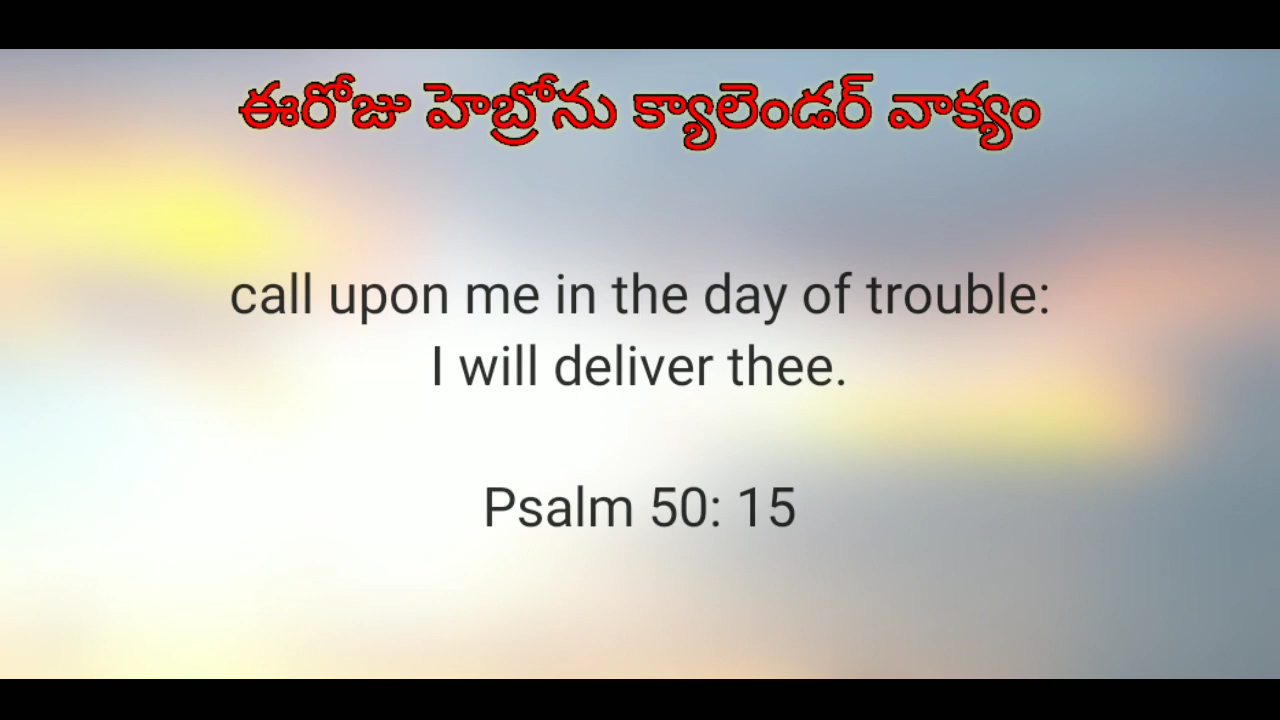 ఈరోజు హెబ్రోను క్యాలెండర్ వాక్యం
call upon me in the day of trouble:
I will deliver thee.
Psalm 50: 15